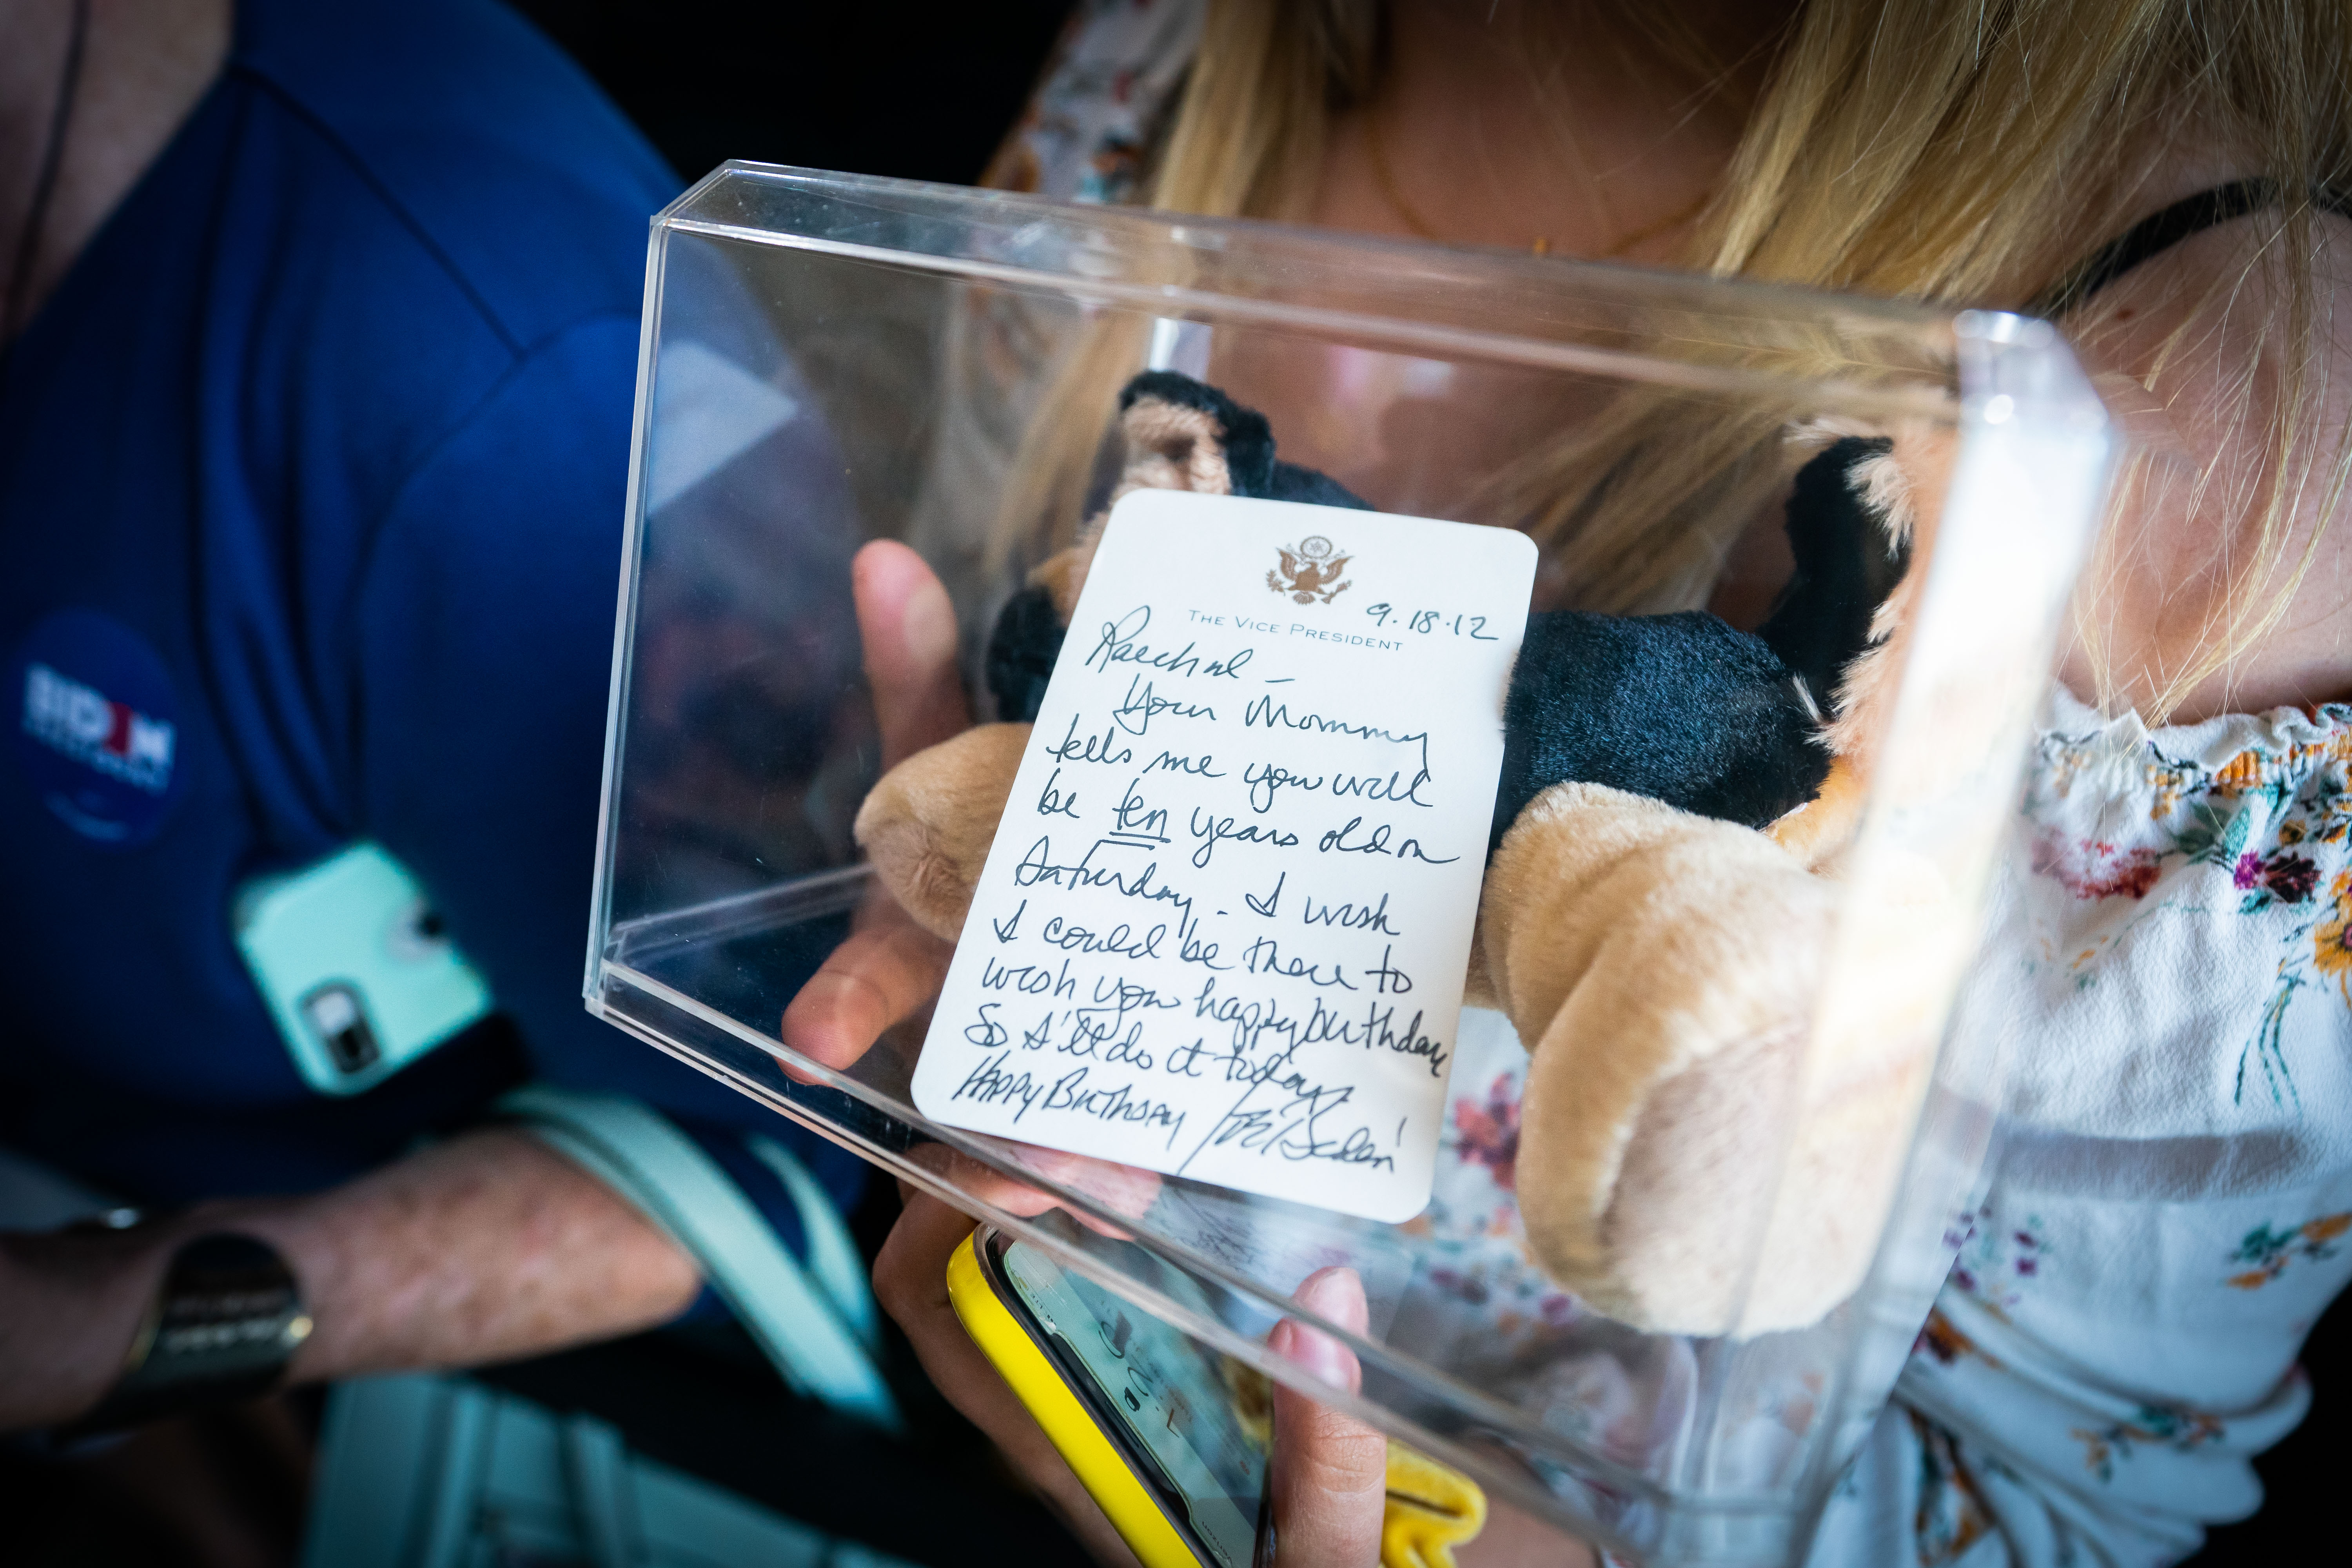 THE VICE PRESIDENT
9.18.12
Raechel –
Your Mommy
tells me you will
be ten years old on
Saturday. – I wish
I could be there to
wish you happy birthday
So I'll do it today
HAPPY BIRTHDAY
Joe Biden
BIDEN